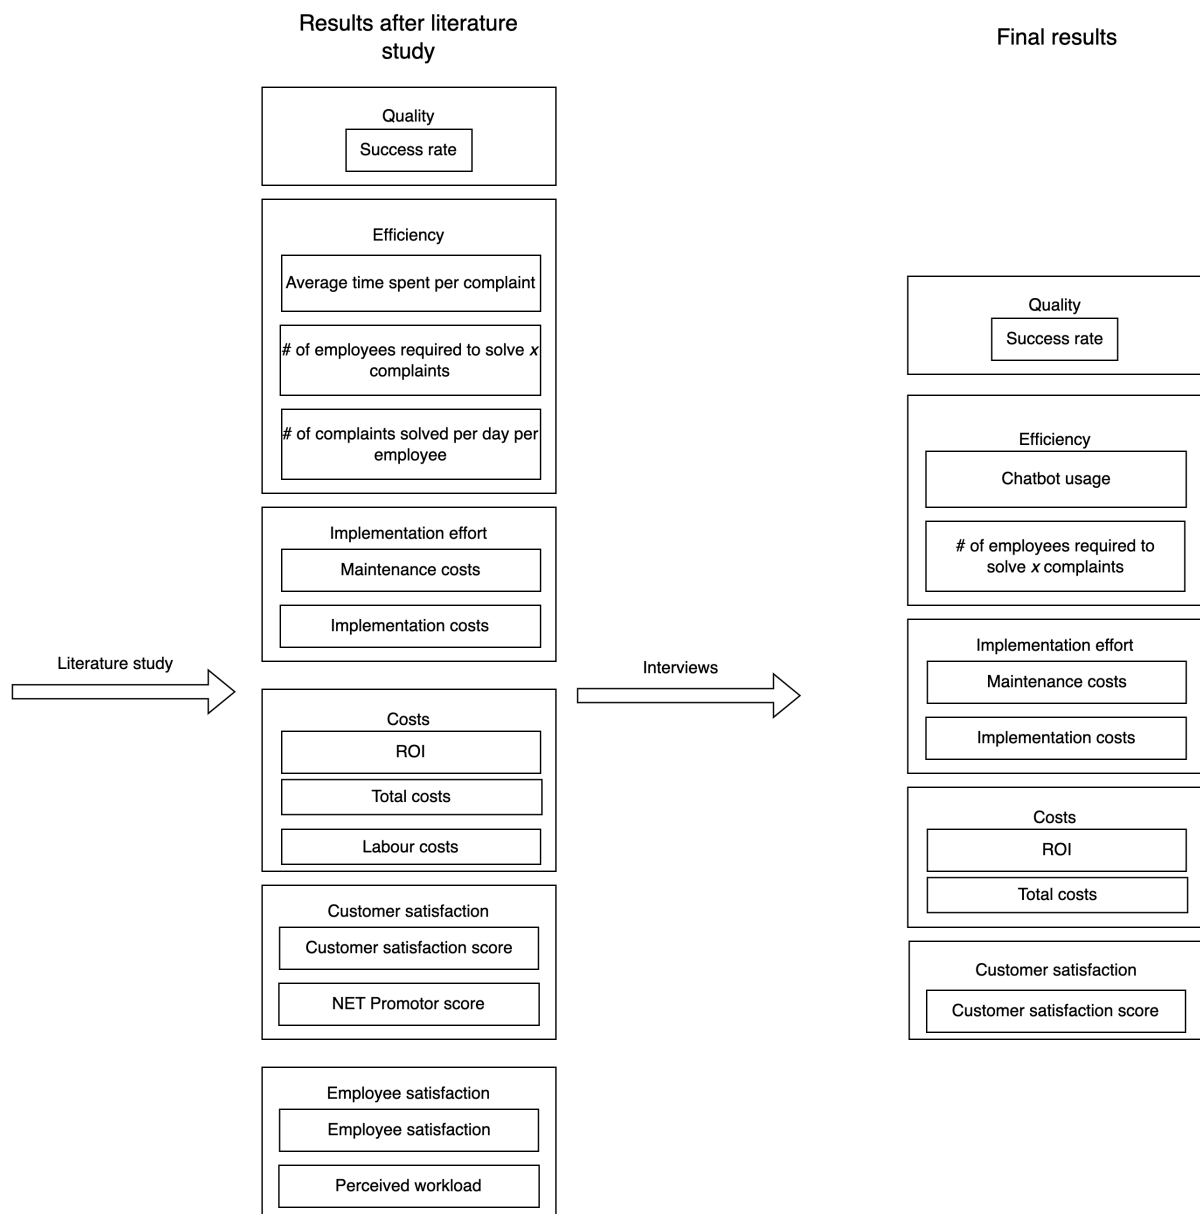 Results after literature
study
Final results
Quality
Success rate
Efficiency
Average time spent per complaint
# of employees required to solve x
complaints
# of complaints solved per day per
employee
Implementation effort
Maintenance costs
Implementation costs
Literature study
Interviews
Costs
ROI
Total costs
Labour costs
Customer satisfaction
Customer satisfaction score
NET Promotor score
Employee satisfaction
Employee satisfaction
Perceived workload
Quality
Success rate
Efficiency
Chatbot usage
# of employees required to
solve x complaints
Implementation effort
Maintenance costs
Implementation costs
Costs
ROI
Total costs
Customer satisfaction
Customer satisfaction score